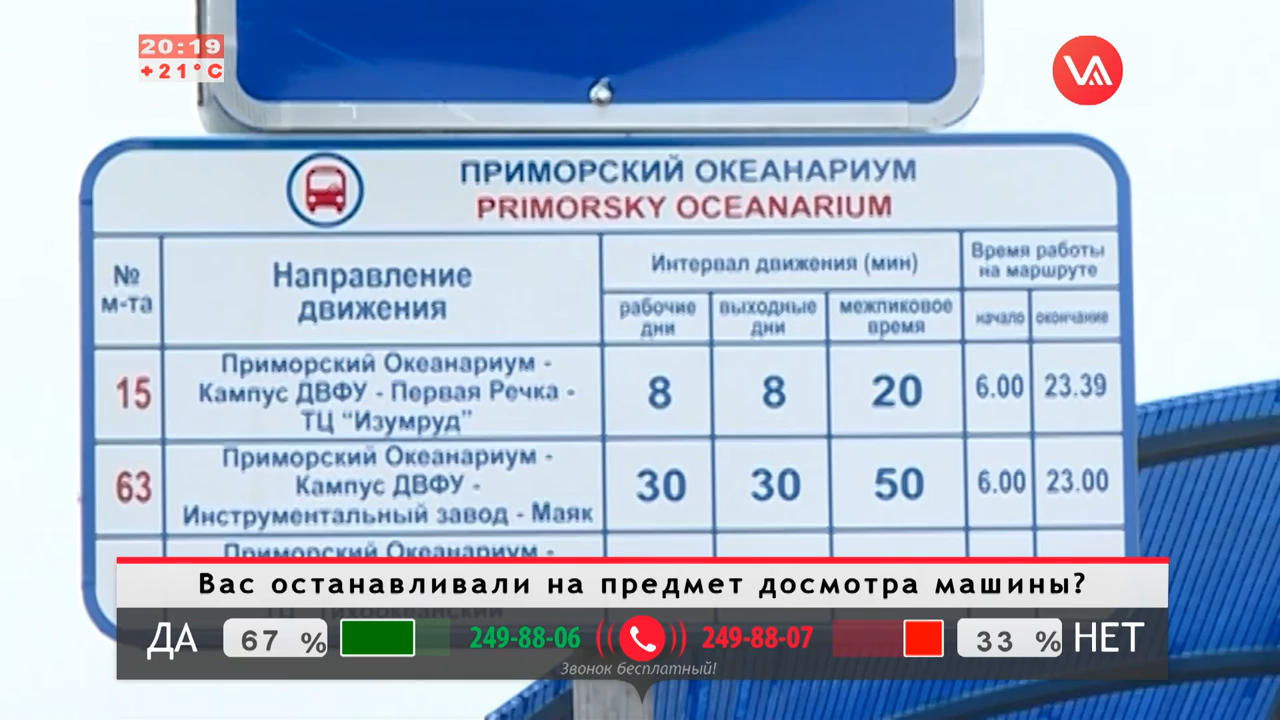 20:19
+21°C
VA
ПРИМОРСКИЙ ОКЕАНАРИУМ
PRIMORSKY OCEANARIUM
№
м-та
Направление
движения
Интервал движения (мин)
Время работы
на маршруте
рабочие
дни
выходные
дни
межпиковое
время
начало
окончание
15
Приморский Океанариум -
Кампус ДВФУ - Первая Речка -
ТЦ "Изумруд"
8
8
20
6.00
23.39
63
Приморский Океанариум -
Кампус ДВФУ -
Инструментальный завод - Маяк
30
30
50
6.00
23.00
Приморский Океанариум -
Вас останавливали на предмет досмотра машины?
ДА
67 %
249-88-06
249-88-07
33 %
НЕТ
Звонок бесплатный!